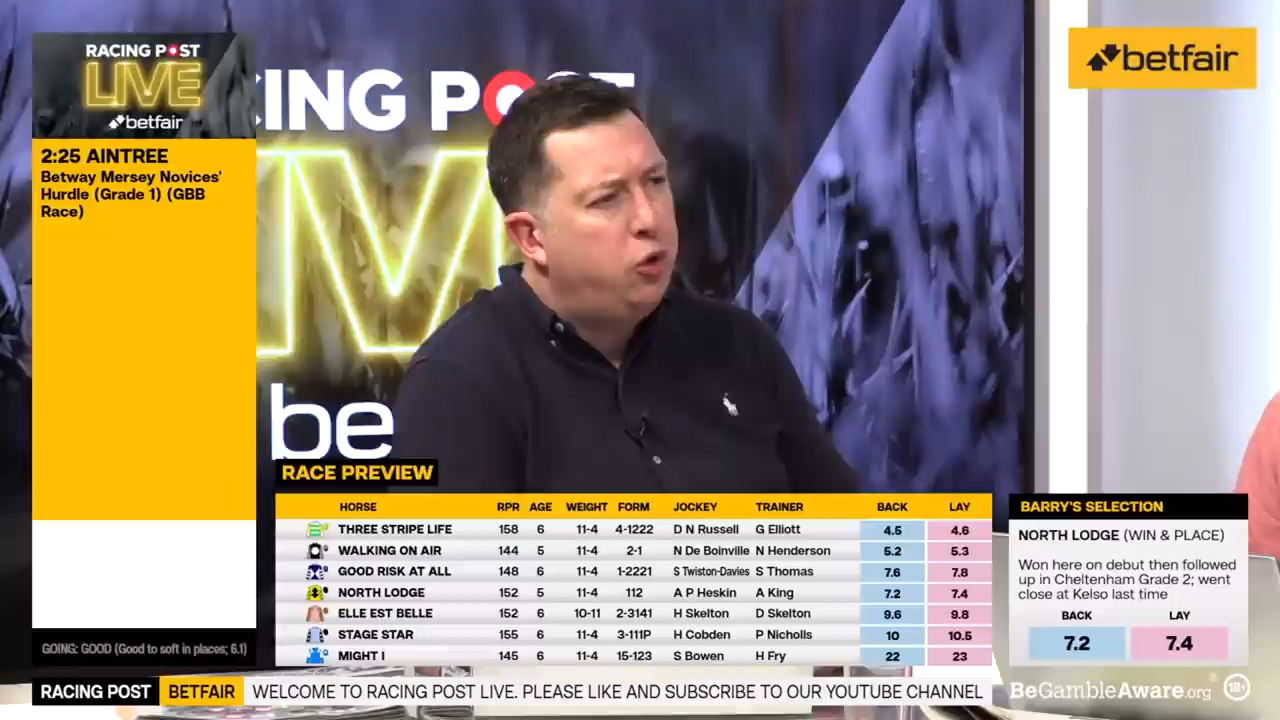 RACING POST
LIVE
betfair
2:25 AINTREE
Betway Mersey Novices'
Hurdle (Grade 1) (GBB
Race)
GOING: GOOD (Good to soft in places; 6.1)
CING POST
be
betfair
RACE PREVIEW
HORSE RPR AGE WEIGHT FORM JOCKEY TRAINER BACK LAY
THREE STRIPE LIFE 158 6 11-4 4-1222 D N Russell G Elliott 4.5 4.6
WALKING ON AIR 144 5 11-4 2-1 N De Boinville N Henderson 5.2 5.3
GOOD RISK AT ALL 148 6 11-4 1-2221 S Twiston-Davies S Thomas 7.6 7.8
NORTH LODGE 152 5 11-4 112 A P Heskin A King 7.2 7.4
ELLE EST BELLE 152 6 10-11 2-3141 H Skelton D Skelton 9.6 9.8
STAGE STAR 155 6 11-4 3-111P H Cobden P Nicholls 10 10.5
MIGHT I 145 6 11-4 15-123 S Bowen H Fry 22 23
BARRY'S SELECTION
NORTH LODGE (WIN & PLACE)
Won here on debut then followed
up in Cheltenham Grade 2; went
close at Kelso last time
BACK LAY
7.2 7.4
RACING POST BETFAIR WELCOME TO RACING POST LIVE. PLEASE LIKE AND SUBSCRIBE TO OUR YOUTUBE CHANNEL
BeGambleAware.org 18+